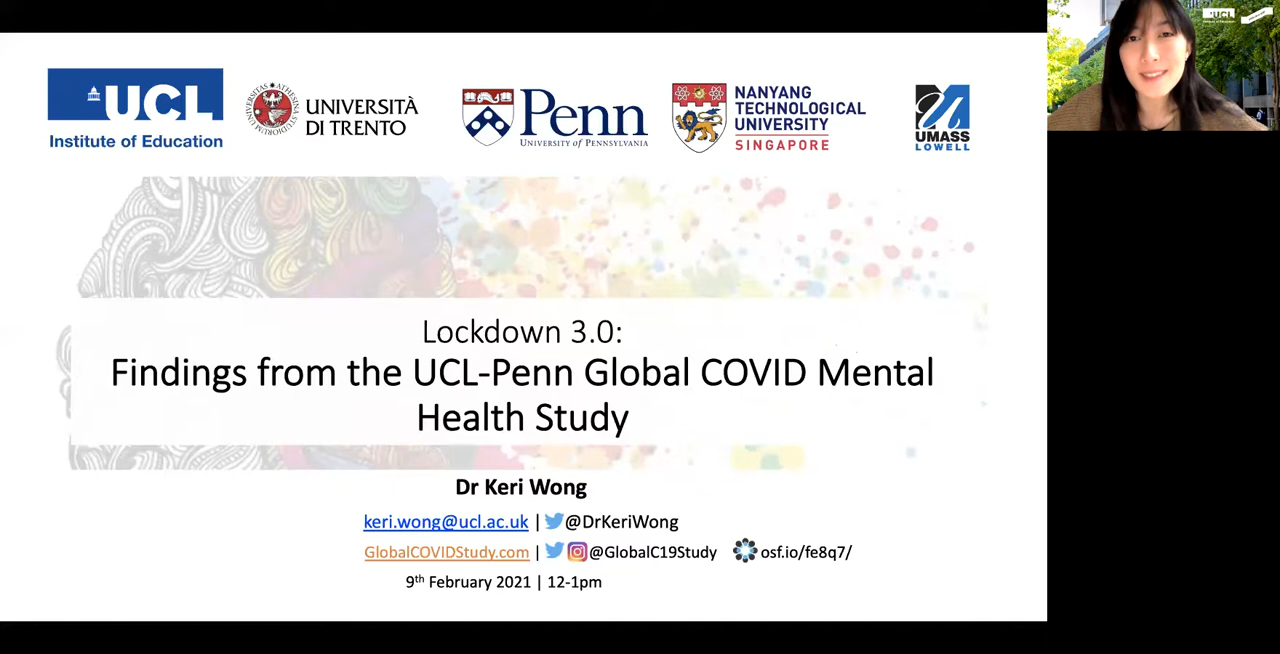 UCL
Institute of Education
UNIVERSITÀ
DI TRENTO
Penn
UNIVERSITY of PENNSYLVANIA
NANYANG
TECHNOLOGICAL
UNIVERSITY
SINGAPORE
UMASS
LOWELL
UCL
Lockdown 3.0:
Findings from the UCL-Penn Global COVID Mental
Health Study
Dr Keri Wong
keri.wong@ucl.ac.uk | @DrKeriWong
GlobalCOVIDStudy.com | @GlobalC19Study osf.io/fe8q7/
9th February 2021 | 12-1pm